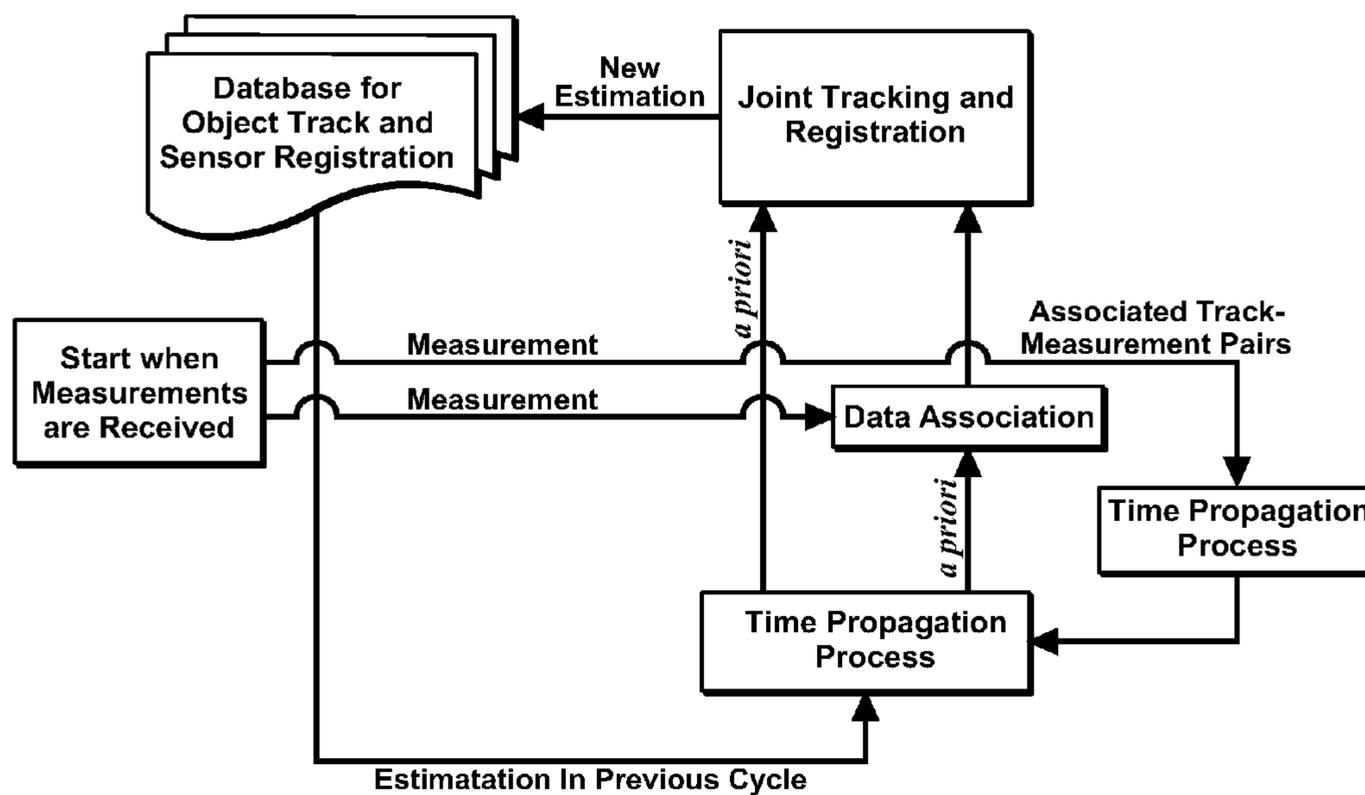 Database for
Object Track and
Sensor Registration
New
Estimation
Joint Tracking and
Registration
a priori
Associated Track-
Measurement Pairs
Start when
Measurements
are Received
Measurement
Measurement
Data Association
a priori
Time Propagation
Process
Time Propagation
Process
Estimatation In Previous Cycle